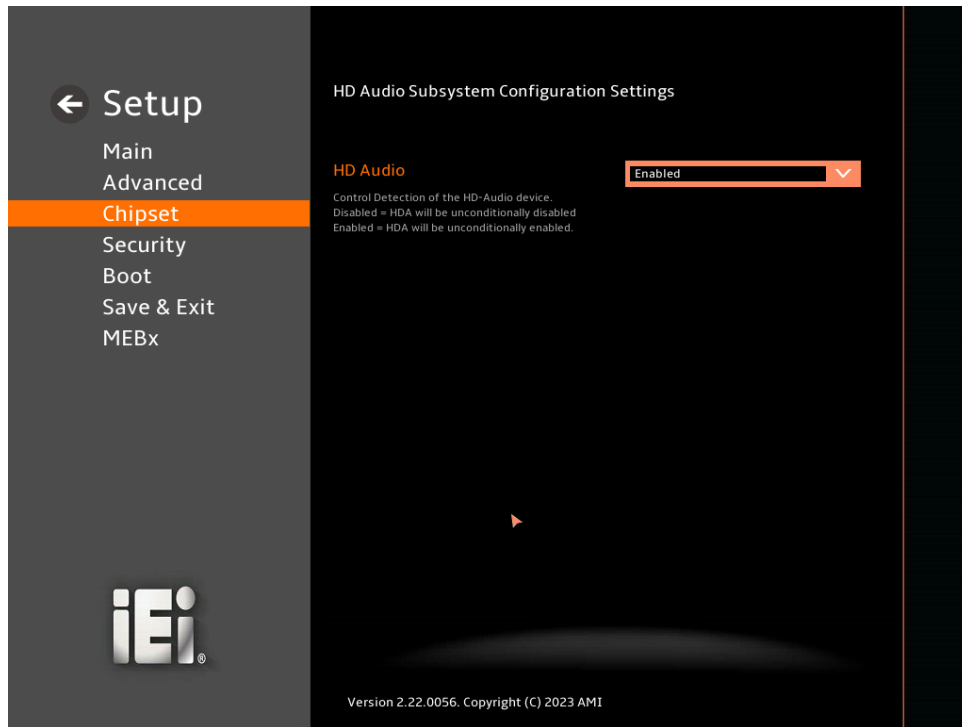 Setup
Main
Advanced
Chipset
Security
Boot
Save & Exit
MEBx
HD Audio Subsystem Configuration Settings
HD Audio
Enabled
Control Detection of the HD-Audio device.
Disabled = HDA will be unconditionally disabled
Enabled = HDA will be unconditionally enabled.
iEi®
Version 2.22.0056. Copyright (C) 2023 AMI